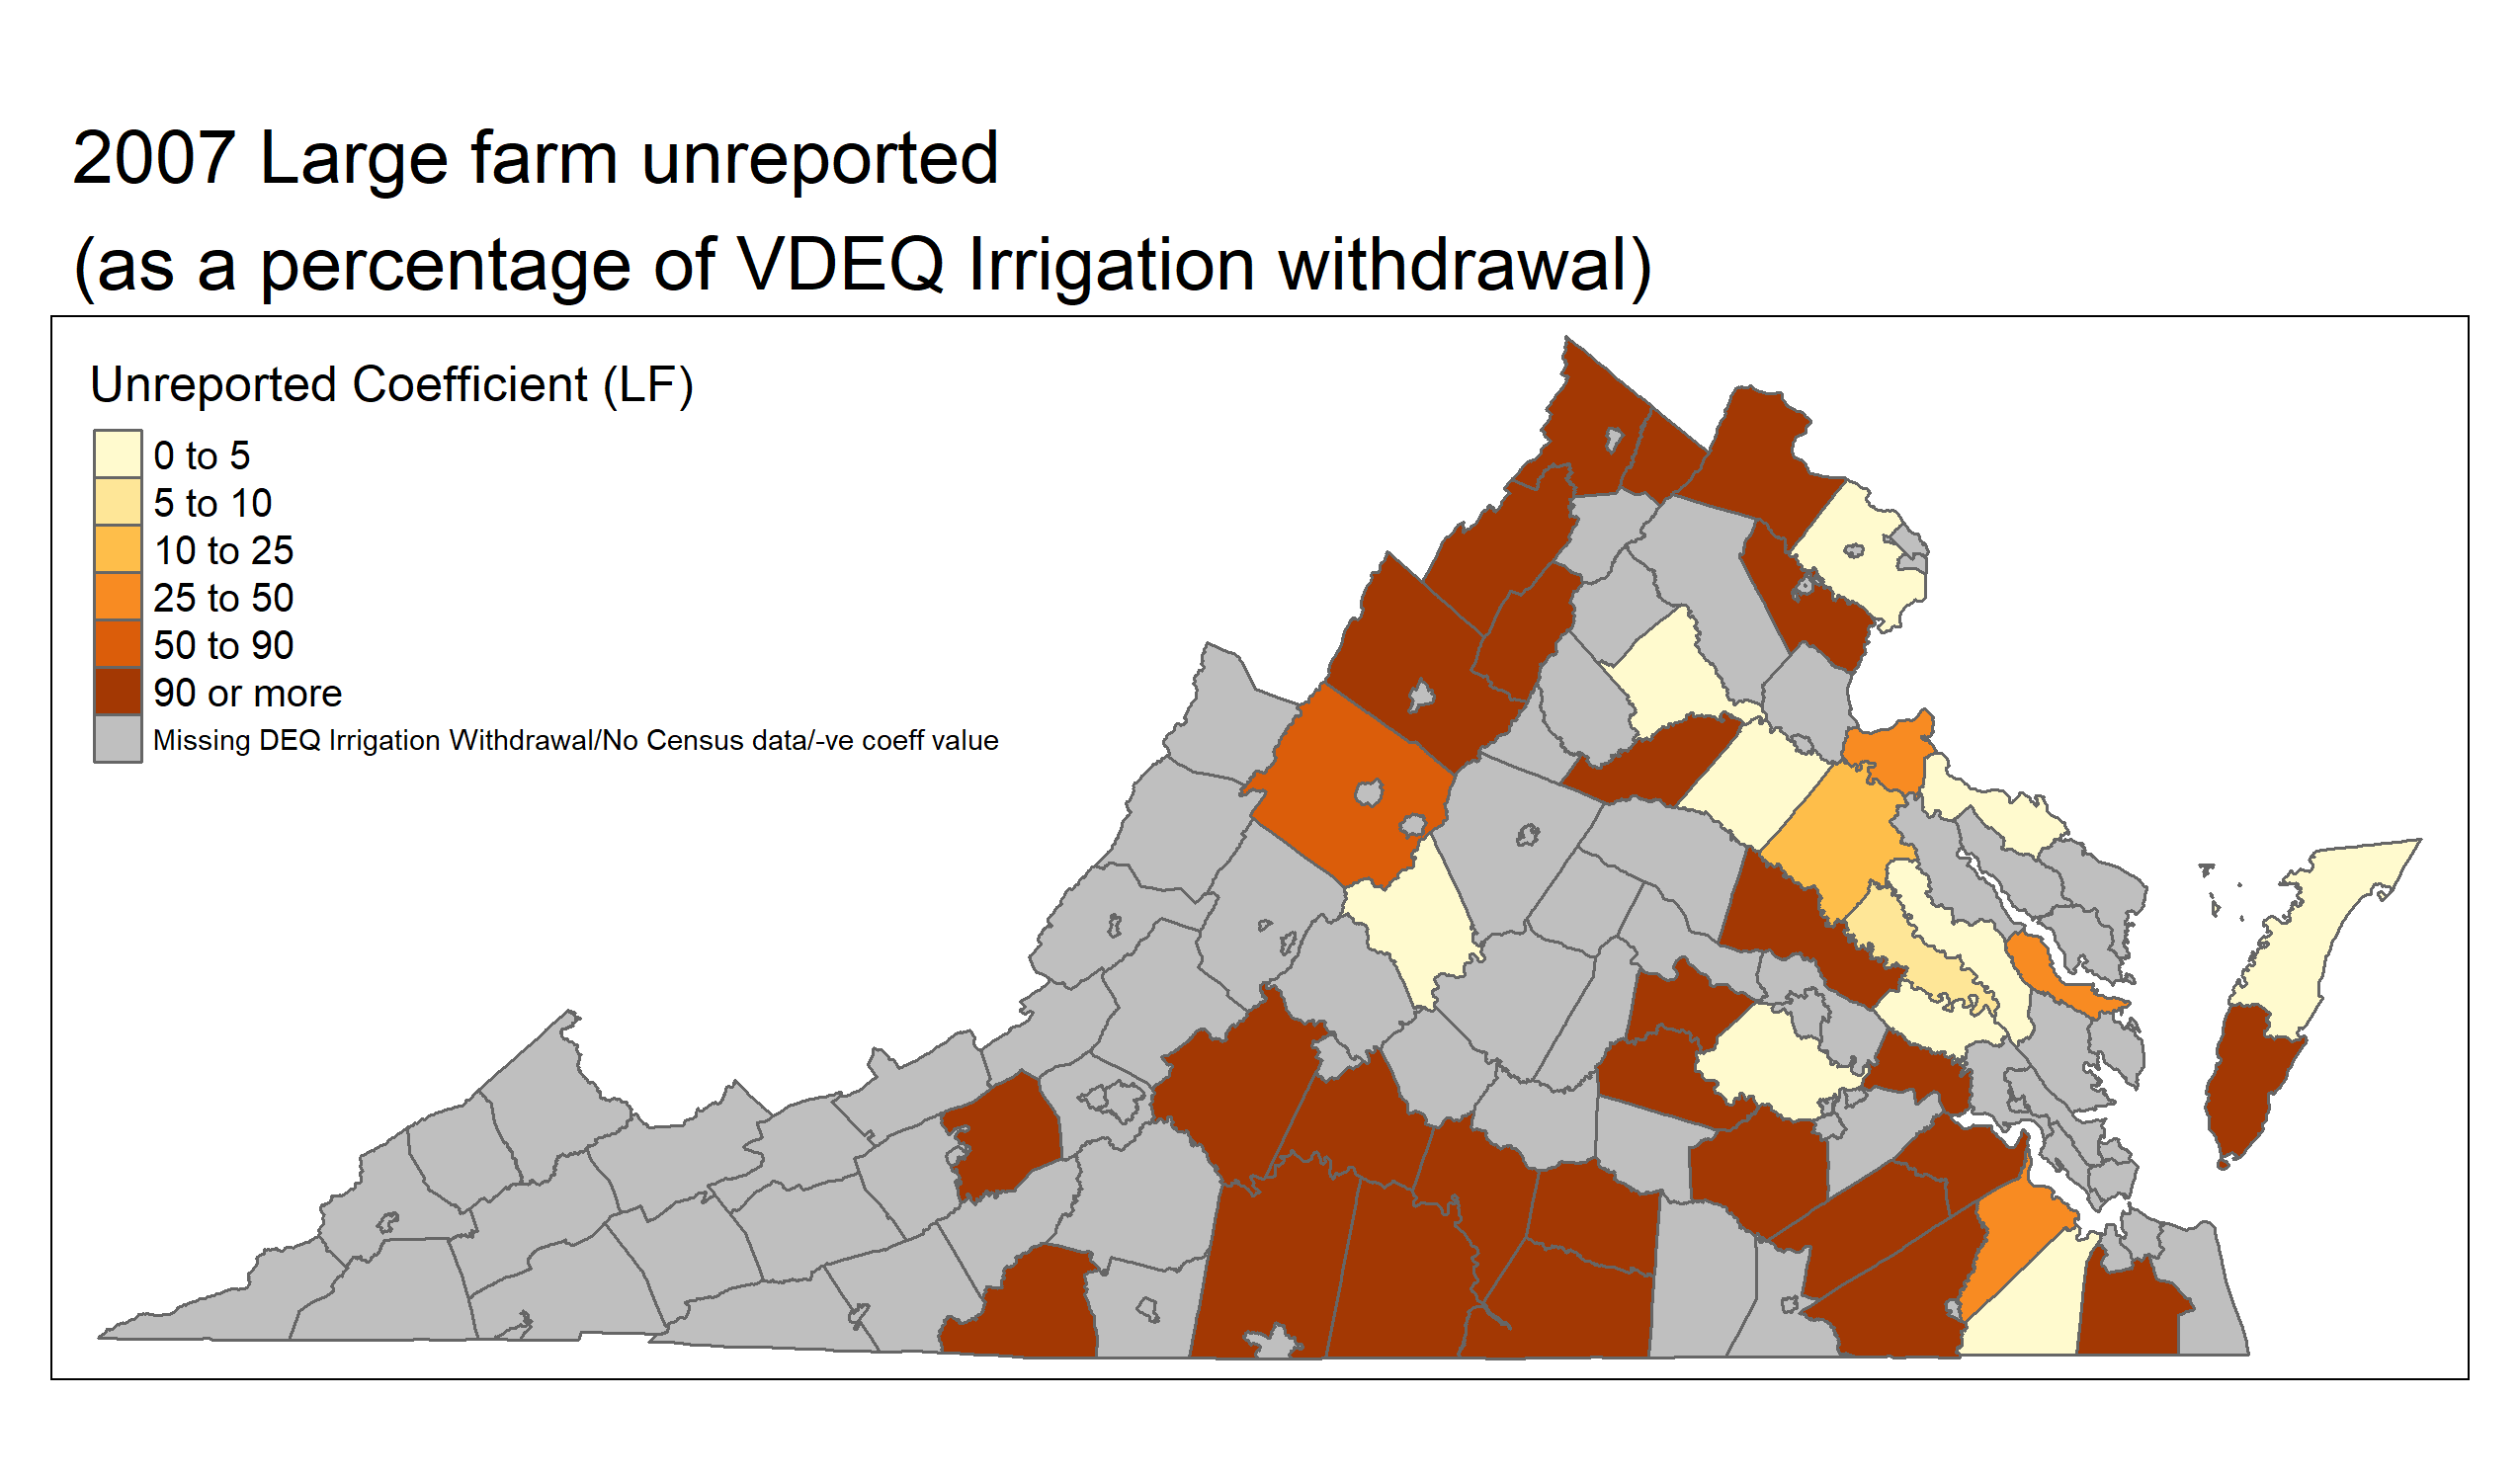 2007 Large farm unreported
(as a percentage of VDEQ Irrigation withdrawal)
Unreported Coefficient (LF)
0 to 5
5 to 10
10 to 25
25 to 50
50 to 90
90 or more
Missing DEQ Irrigation Withdrawal/No Census data/-ve coeff value